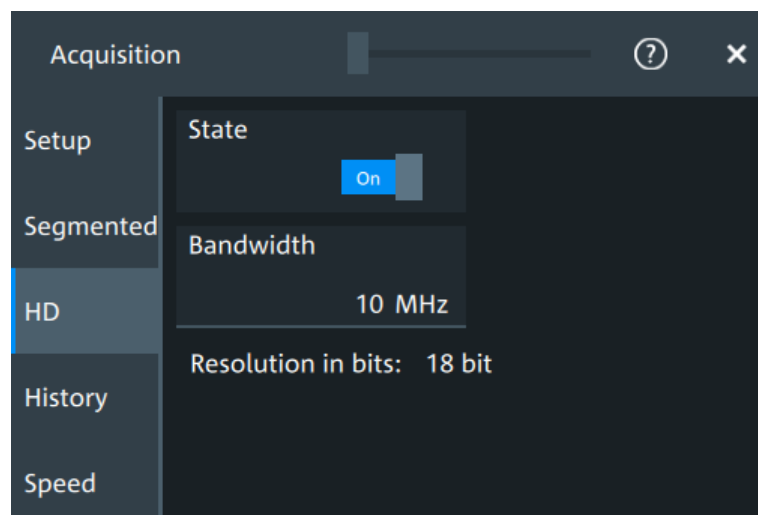 Acquisition ? ×
Setup
State
On
Segmented
Bandwidth
10 MHz
HD
Resolution in bits: 18 bit
History
Speed